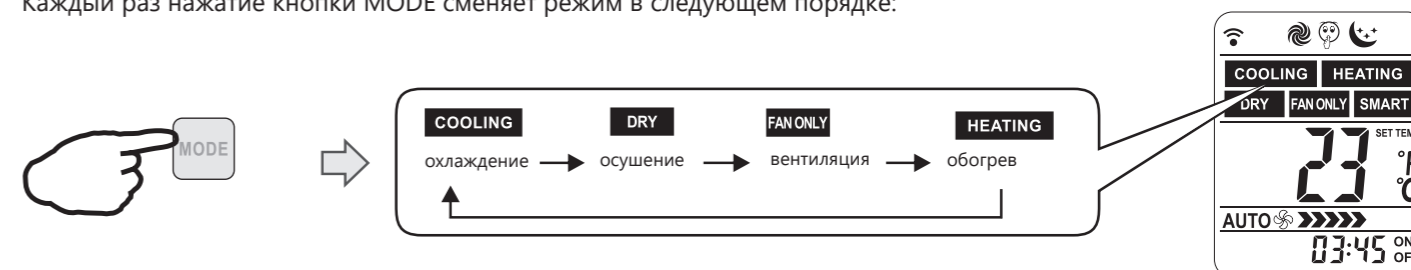 Каждый раз нажатие кнопки MODE сменяет режим в следующем порядке:
MODE
COOLING DRY FAN ONLY HEATING
охлаждение осушение вентиляция обогрев
COOLING HEATING
DRY FAN ONLY SMART
23
AUTO
03:45